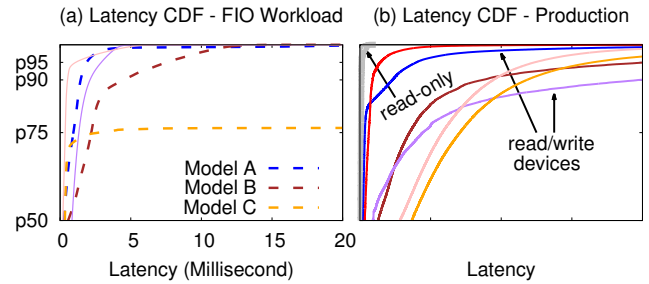 (a) Latency CDF - FIO Workload
(b) Latency CDF - Production
p95
p90
p75
p50
Model A
Model B
Model C
0
5
10
15
20
Latency (Millisecond)
read-only
read/write
devices
Latency